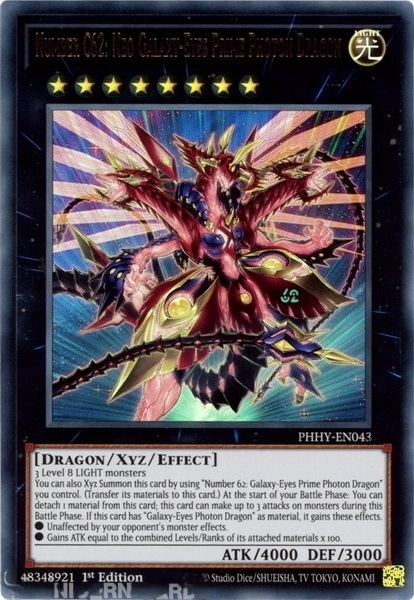 Number C62: Neo Galaxy-Eyes Prime Photon Dragon
LIGHT
光
62
PHHY-EN043
[Dragon/Xyz/Effect]
3 Level 8 LIGHT monsters
You can also Xyz Summon this card by using "Number 62: Galaxy-Eyes Prime Photon Dragon"
you control. (Transfer its materials to this card.) At the start of your Battle Phase: You can
detach 1 material from this card; this card can make up to 3 attacks on monsters during this
Battle Phase. If this card has "Galaxy-Eyes Photon Dragon" as material, it gains these effects.
● Unaffected by your opponent's monster effects.
● Gains ATK equal to the combined Levels/Ranks of its attached materials x 100.
ATK/4000 DEF/3000
48348921 1st Edition
Studio Dice/SHUEISHA, TV TOKYO, KONAMI